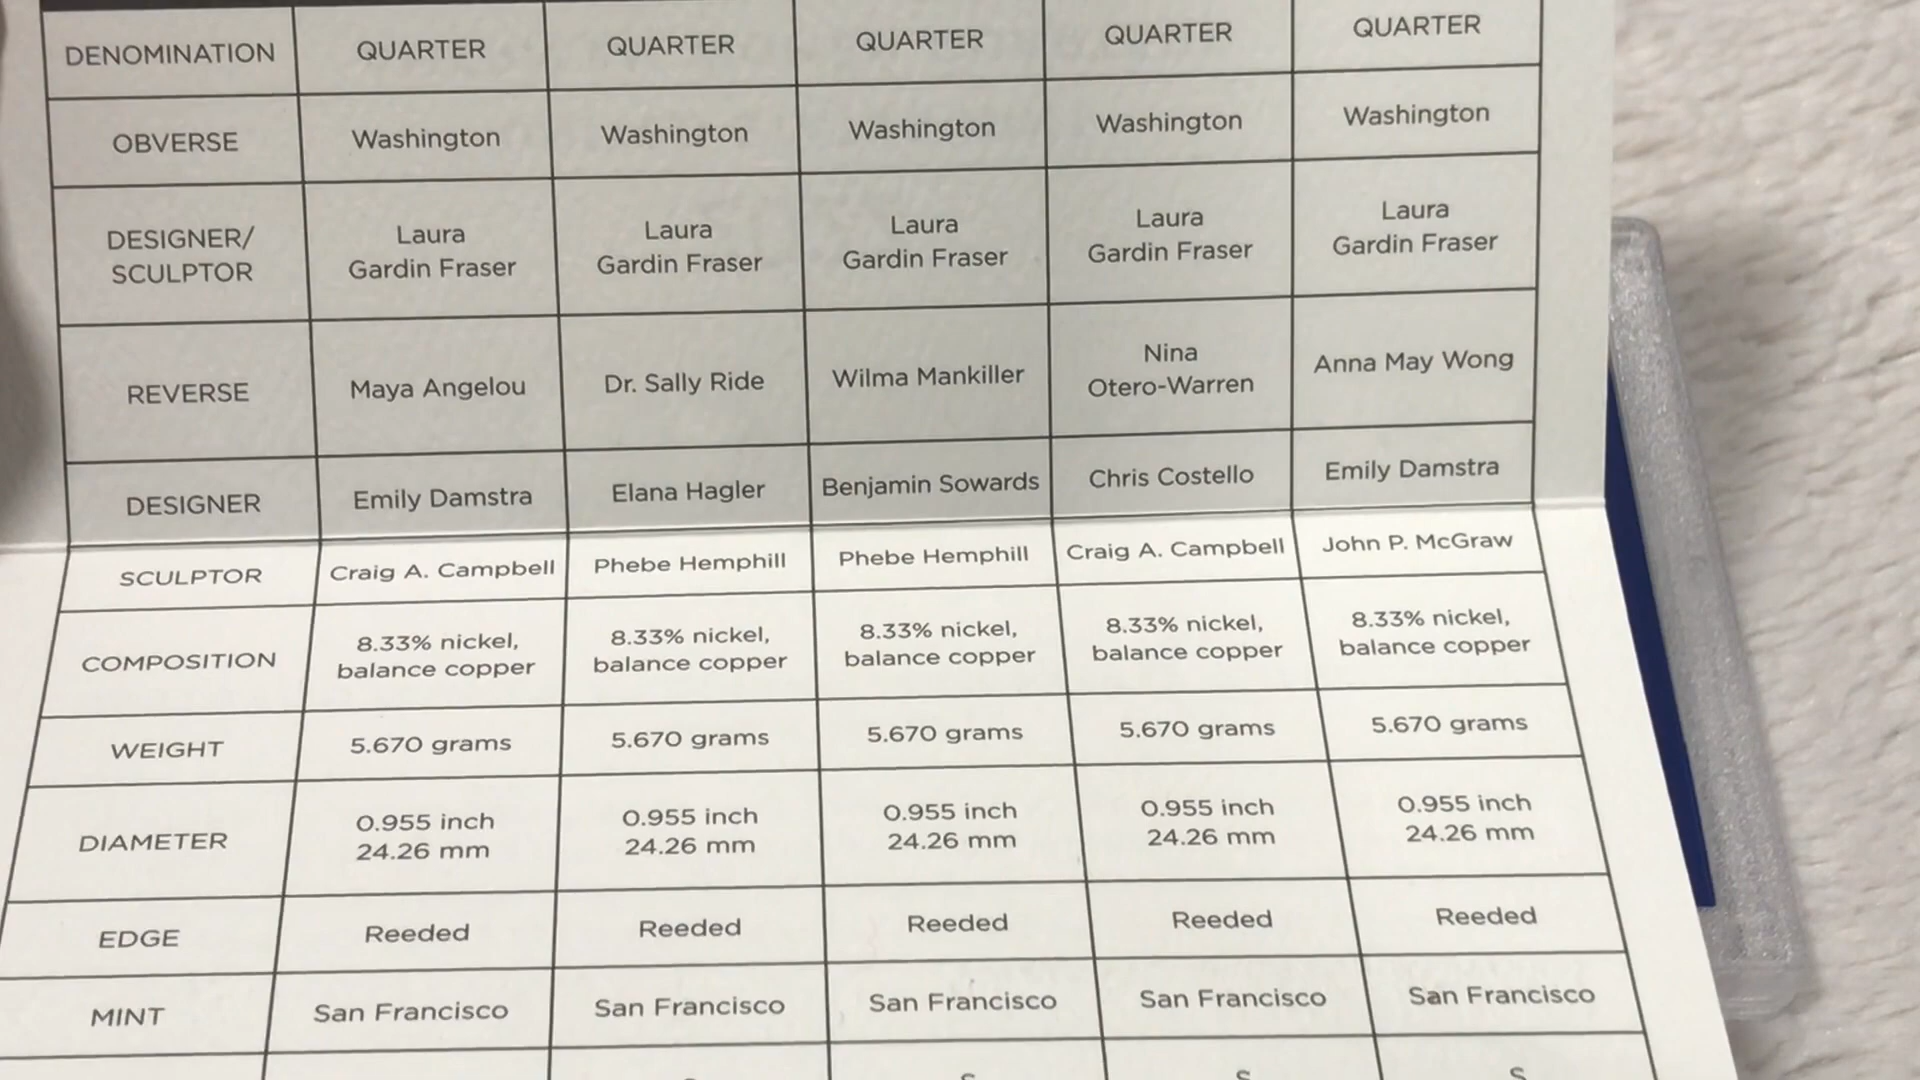 DENOMINATION QUARTER QUARTER QUARTER QUARTER QUARTER
OBVERSE Washington Washington Washington Washington Washington
DESIGNER/ Laura Laura Laura Laura Laura
SCULPTOR Gardin Fraser Gardin Fraser Gardin Fraser Gardin Fraser Gardin Fraser
REVERSE Maya Angelou Dr. Sally Ride Wilma Mankiller Nina Anna May Wong
Otero-Warren
DESIGNER Emily Damstra Elana Hagler Benjamin Sowards Chris Costello Emily Damstra
SCULPTOR Craig A. Campbell Phebe Hemphill Phebe Hemphill Craig A. Campbell John P. McGraw
COMPOSITION 8.33% nickel, 8.33% nickel, 8.33% nickel, 8.33% nickel, 8.33% nickel,
balance copper balance copper balance copper balance copper balance copper
WEIGHT 5.670 grams 5.670 grams 5.670 grams 5.670 grams 5.670 grams
DIAMETER 0.955 inch 0.955 inch 0.955 inch 0.955 inch 0.955 inch
24.26 mm 24.26 mm 24.26 mm 24.26 mm 24.26 mm
EDGE Reeded Reeded Reeded Reeded Reeded
MINT San Francisco San Francisco San Francisco San Francisco San Francisco